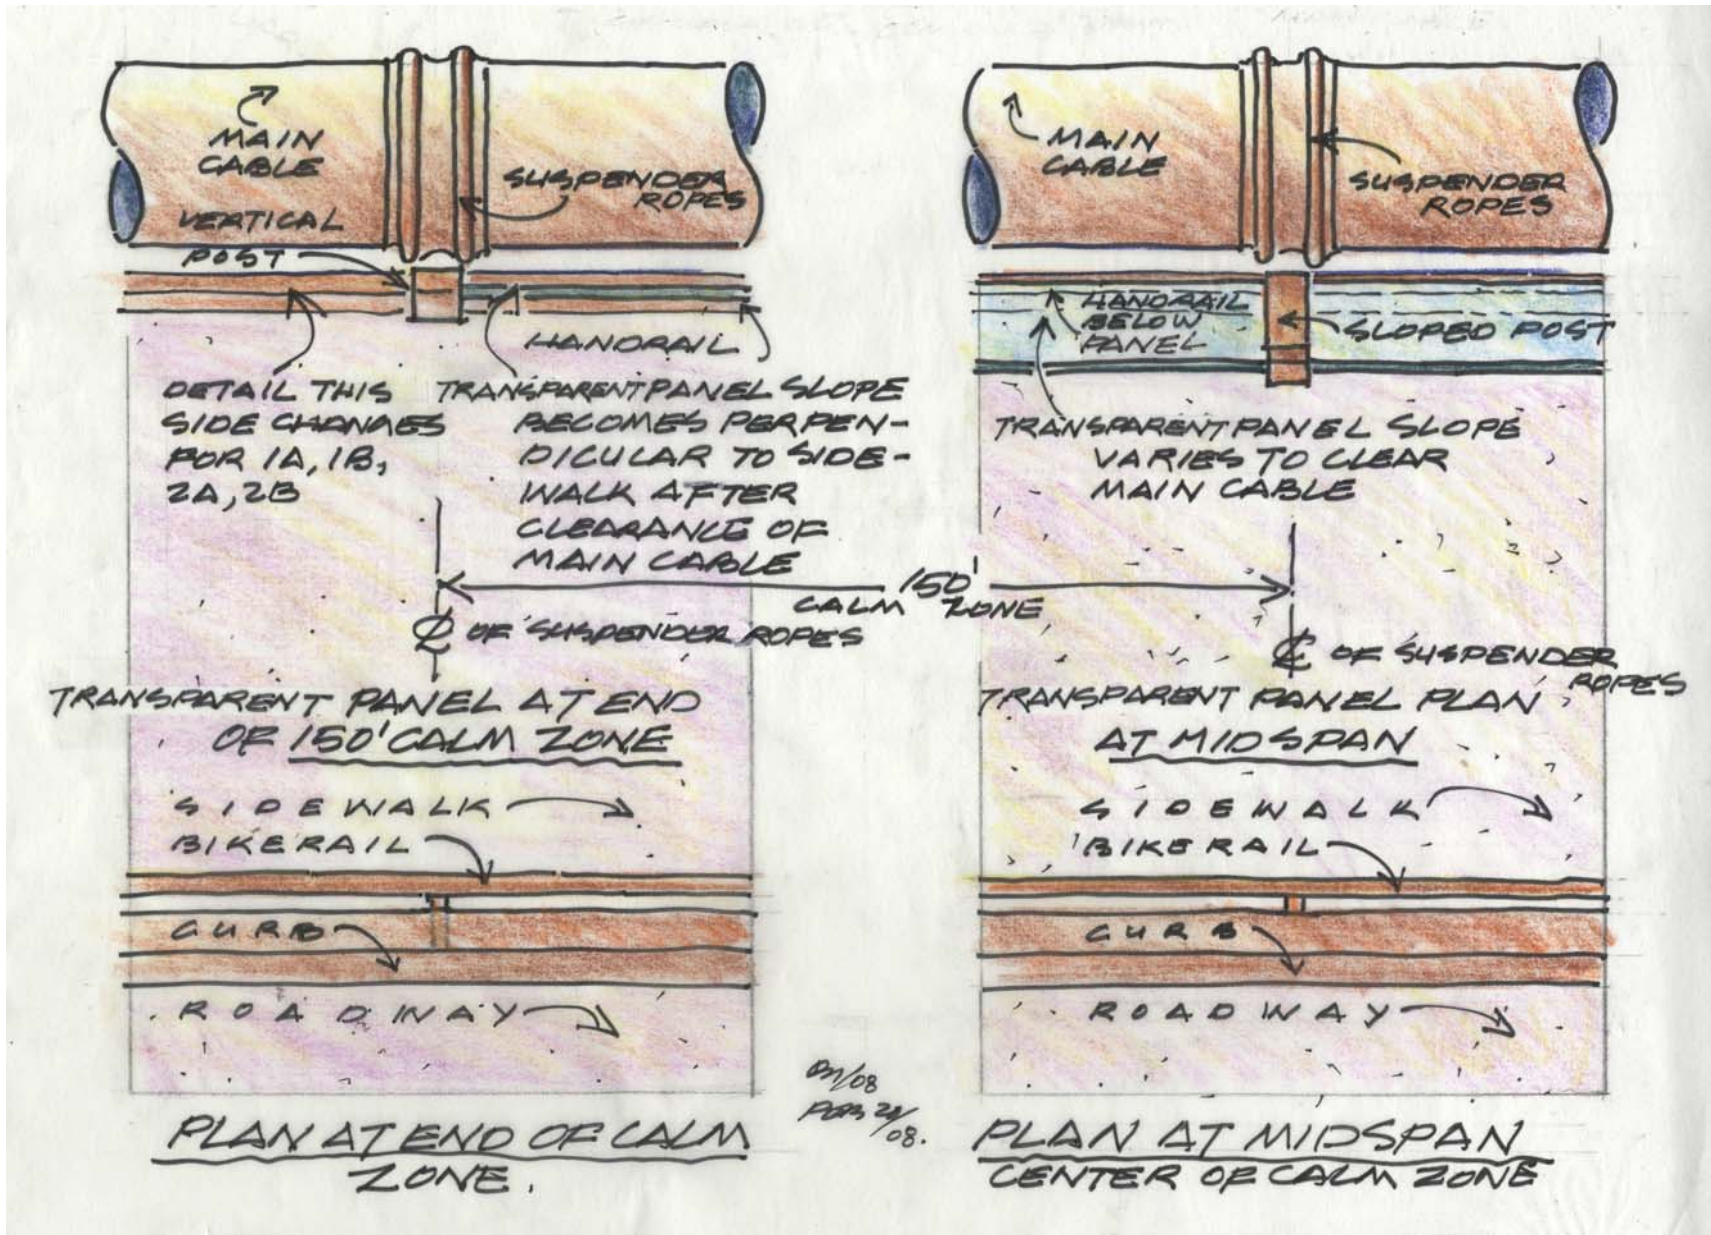 MAIN
CABLE
SUSPENDER
ROPES
VERTICAL
POST
HANDRAIL
DETAIL THIS
SIDE CHANGES
FOR 1A, 1B,
2A, 2B
TRANSPARENT PANEL SLOPE
BECOMES PERPEN-
DICULAR TO SIDE-
WALK AFTER
CLEARANCE OF
MAIN CABLE
150'
CALM ZONE
℄ OF SUSPENDER ROPES
TRANSPARENT PANEL AT END
OF 150' CALM ZONE
SIDEWALK
BIKERAIL
CURB
ROADWAY
PLAN AT END OF CALM
ZONE.
MAIN
CABLE
SUSPENDER
ROPES
HANDRAIL
BELOW
PANEL
SLOPED POST
TRANSPARENT PANEL SLOPE
VARIES TO CLEAR
MAIN CABLE
℄ OF SUSPENDER
ROPES
TRANSPARENT PANEL PLAN
AT MIDSPAN
SIDEWALK
BIKERAIL
CURB
ROADWAY
PLAN AT MIDSPAN
CENTER OF CALM ZONE